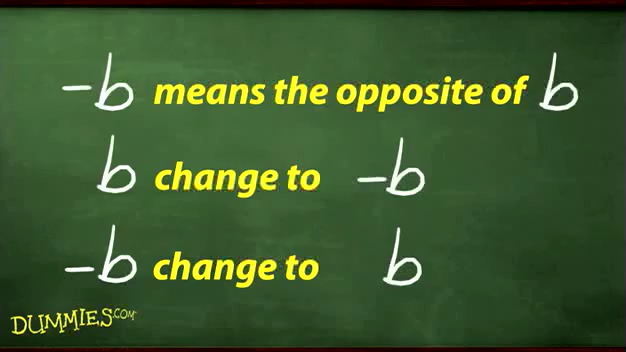 -b means the opposite of b
b change to -b
-b change to b
DUMMIES.COM